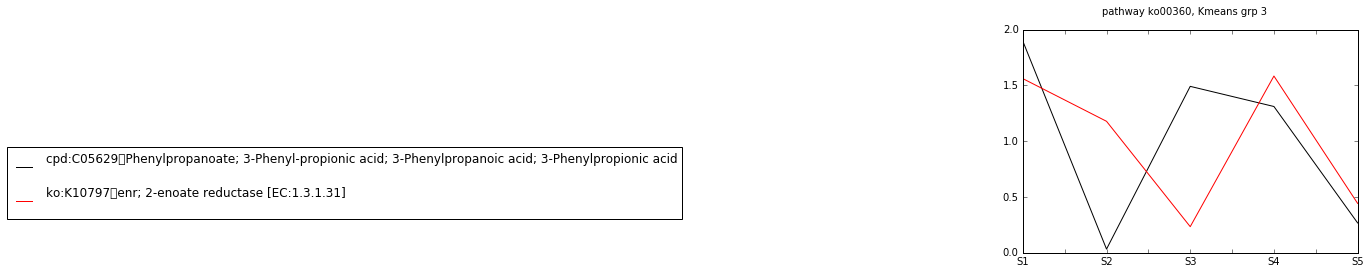 pathway ko00360, Kmeans grp 3
2.0
1.5
1.0
0.5
0.0
S1 S2 S3 S4 S5
cpd:C05629▯Phenylpropanoate; 3-Phenyl-propionic acid; 3-Phenylpropanoic acid; 3-Phenylpropionic acid
ko:K10797▯enr; 2-enoate reductase [EC:1.3.1.31]